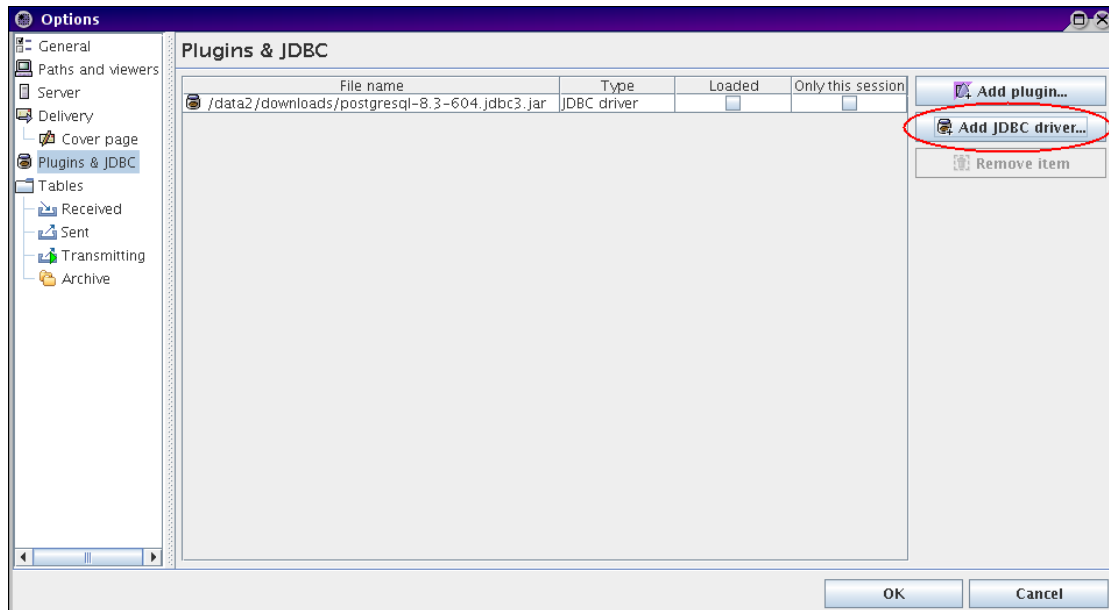 Options
General
Paths and viewers
Server
Delivery
Cover page
Plugins & JDBC
Tables
Received
Sent
Transmitting
Archive
Plugins & JDBC
File name Type Loaded Only this session
/data2/downloads/postgresql-8.3-604.jdbc3.jar JDBC driver
Add plugin...
Add JDBC driver...
Remove item
OK Cancel